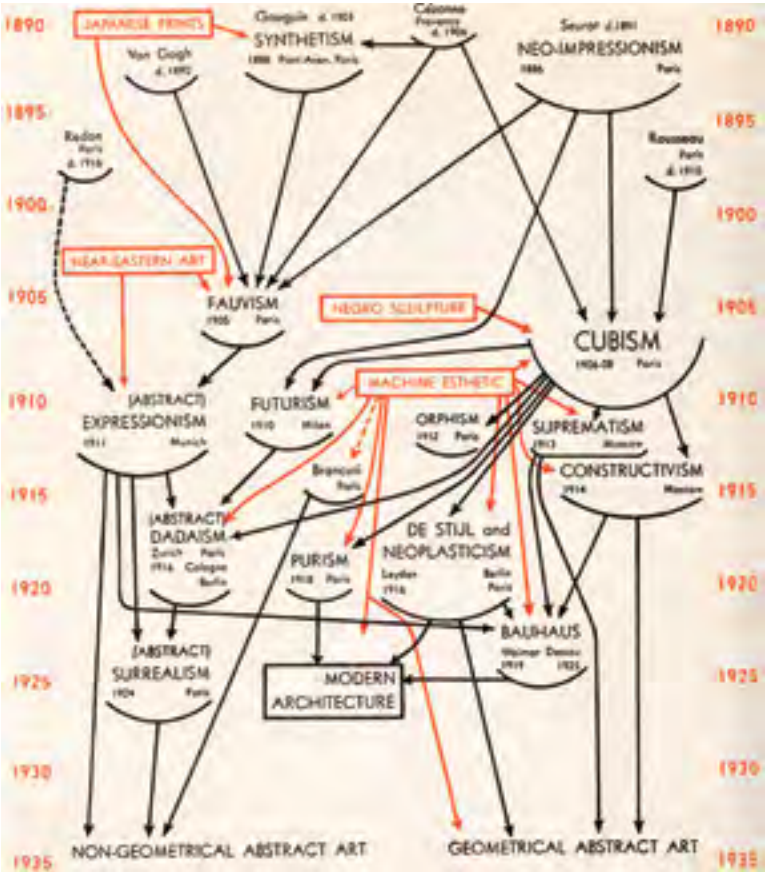 1890
JAPANESE PRINTS
Gauguin d. 1903
SYNTHETISM
1888 Pont-Aven, Paris
Cézanne
Provence
d. 1906
Seurat d. 1891
NEO-IMPRESSIONISM
1886 Paris
1890
Van Gogh
d. 1890
1895
1895
Redon
Paris
d. 1916
Rousseau
Paris
d. 1910
1900
1900
NEAR-EASTERN ART
1905
FAUVISM
1905 Paris
NEGRO SCULPTURE
1905
CUBISM
1906-08 Paris
MACHINE ESTHETIC
1910
(ABSTRACT)
EXPRESSIONISM
1911 Munich
FUTURISM
1910 Milan
ORPHISM
1912 Paris
SUPREMATISM
1913 Moscow
1910
Brancusi
Paris
CONSTRUCTIVISM
1914 Moscow
1915
1915
(ABSTRACT)
DADAISM
Zurich Paris
1916 Cologne
Berlin
PURISM
1918 Paris
DE STIJL and
NEOPLASTICISM
Leyden Berlin
1916 Paris
1920
1920
BAUHAUS
Weimar Dessau
1919 1925
(ABSTRACT)
SURREALISM
1924 Paris
MODERN
ARCHITECTURE
1925
1925
1930
1930
1935
NON-GEOMETRICAL ABSTRACT ART
GEOMETRICAL ABSTRACT ART
1935